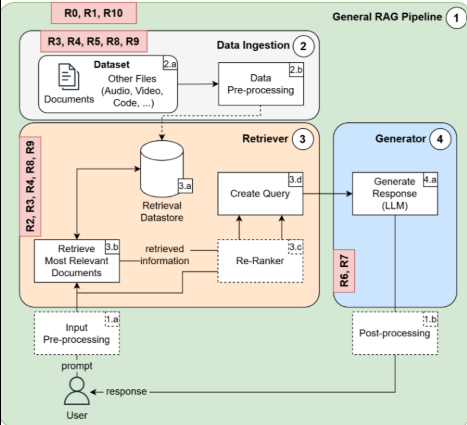 R0, R1, R10
General RAG Pipeline 1
R3, R4, R5, R8, R9
Data Ingestion 2
Dataset 2.a
Other Files
(Audio, Video,
Code, ...)
Documents
Data 2.b
Pre-processing
R2, R3, R4, R8, R9
Retriever 3
3.a
Retrieval
Datastore
Create Query 3.d
Retrieve 3.b
Most Relevant
Documents
retrieved
information
Re-Ranker 3.c
Generator 4
Generate 4.a
Response
(LLM)
R6, R7
Input 1.a
Pre-processing
Post-processing 1.b
prompt
response
User